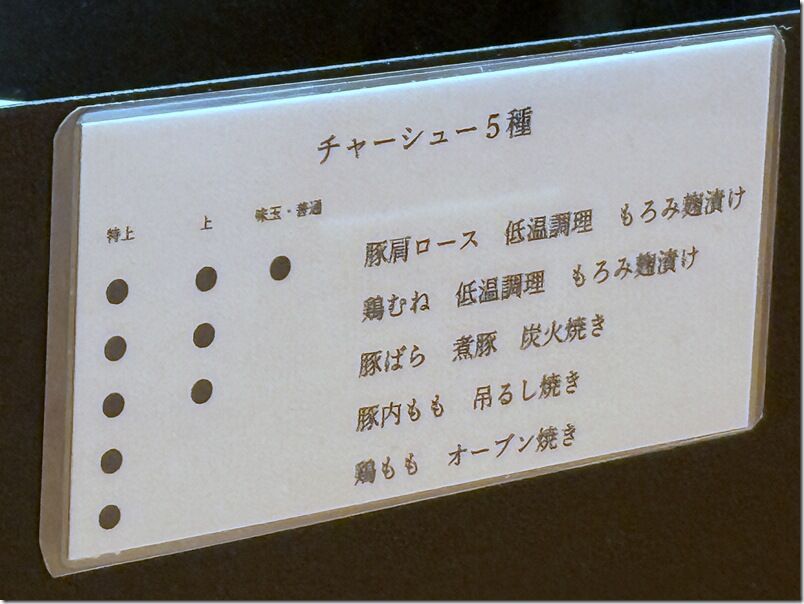 チャーシュー5種
特上 上 味玉・普通
● ● ● 豚肩ロース 低温調理 もろみ麹漬け
● ● 鶏むね 低温調理 もろみ麹漬け
● ● 豚ばら 煮豚 炭火焼き
● 豚内もも 吊るし焼き
● 鶏もも オーブン焼き